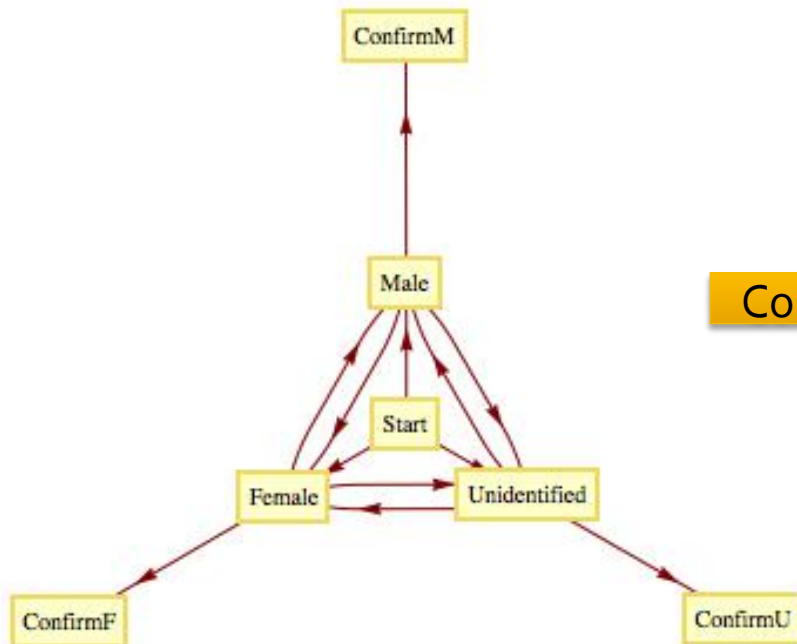 ConfirmM
Male
Co
Start
Female
Unidentified
ConfirmF
ConfirmU